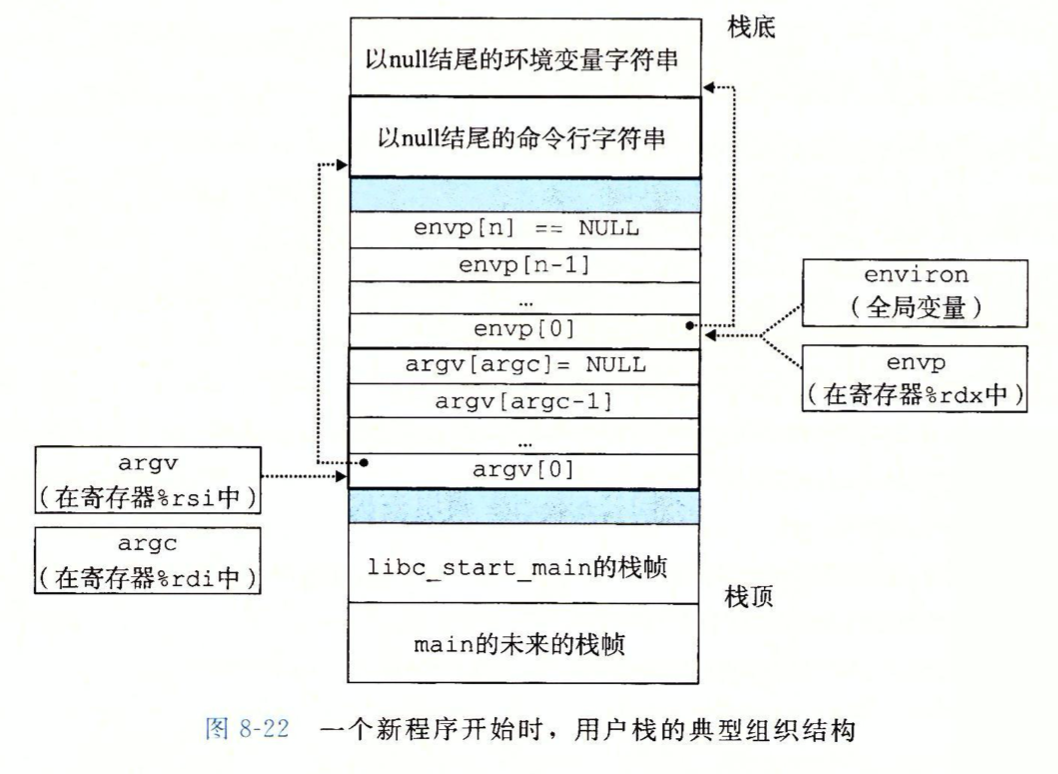 栈底
以null结尾的环境变量字符串
以null结尾的命令行字符串
envp[n] == NULL
envp[n-1]
…
envp[0]
argv[argc]= NULL
argv[argc-1]
…
argv[0]
environ
(全局变量)
envp
(在寄存器%rdx中)
argv
(在寄存器%rsi中)
argc
(在寄存器%rdi中)
libc_start_main的栈帧
栈顶
main的未来的栈帧
图 8-22 一个新程序开始时，用户栈的典型组织结构